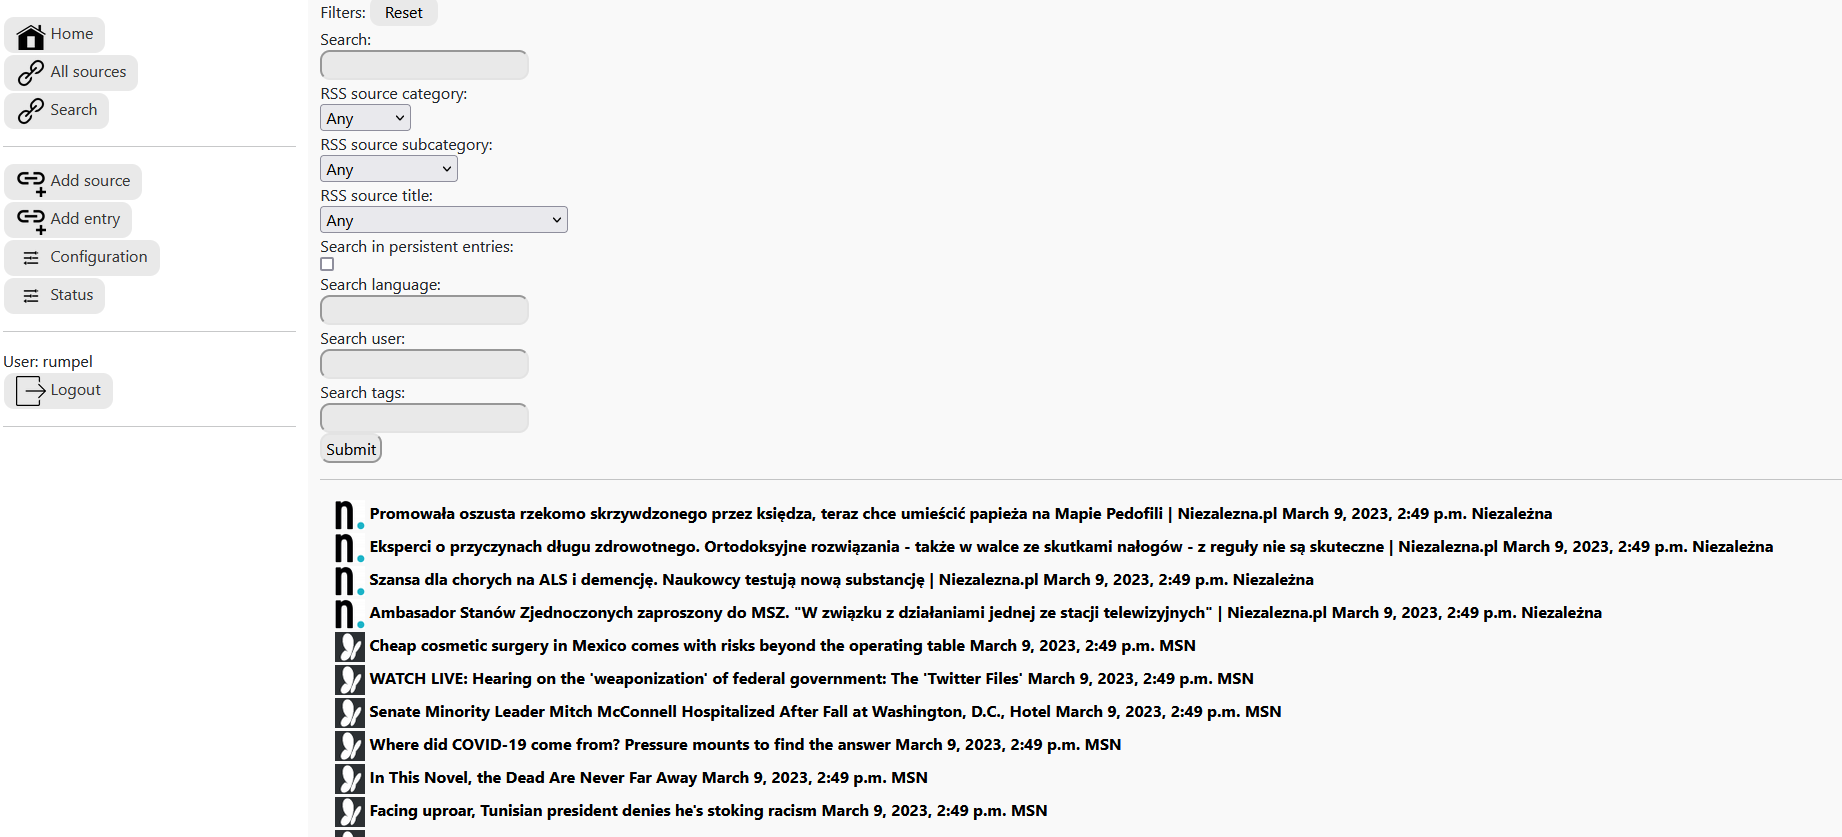 Home
All sources
Search
Add source
Add entry
Configuration
Status
User: rumpel
Logout
Filters: Reset
Search:
RSS source category:
Any
RSS source subcategory:
Any
RSS source title:
Any
Search in persistent entries:
Search language:
Search user:
Search tags:
Submit
n. Promowała oszusta rzekomo skrzywdzonego przez księdza, teraz chce umieścić papieża na Mapie Pedofili | Niezalezna.pl March 9, 2023, 2:49 p.m. Niezależna
n. Eksperci o przyczynach długu zdrowotnego. Ortodoksyjne rozwiązania - także w walce ze skutkami nałogów - z reguły nie są skuteczne | Niezalezna.pl March 9, 2023, 2:49 p.m. Niezależna
n. Szansa dla chorych na ALS i demencję. Naukowcy testują nową substancję | Niezalezna.pl March 9, 2023, 2:49 p.m. Niezależna
n. Ambasador Stanów Zjednoczonych zaproszony do MSZ. "W związku z działaniami jednej ze stacji telewizyjnych" | Niezalezna.pl March 9, 2023, 2:49 p.m. Niezależna
Cheap cosmetic surgery in Mexico comes with risks beyond the operating table March 9, 2023, 2:49 p.m. MSN
WATCH LIVE: Hearing on the 'weaponization' of federal government: The 'Twitter Files' March 9, 2023, 2:49 p.m. MSN
Senate Minority Leader Mitch McConnell Hospitalized After Fall at Washington, D.C., Hotel March 9, 2023, 2:49 p.m. MSN
Where did COVID-19 come from? Pressure mounts to find the answer March 9, 2023, 2:49 p.m. MSN
In This Novel, the Dead Are Never Far Away March 9, 2023, 2:49 p.m. MSN
Facing uproar, Tunisian president denies he's stoking racism March 9, 2023, 2:49 p.m. MSN